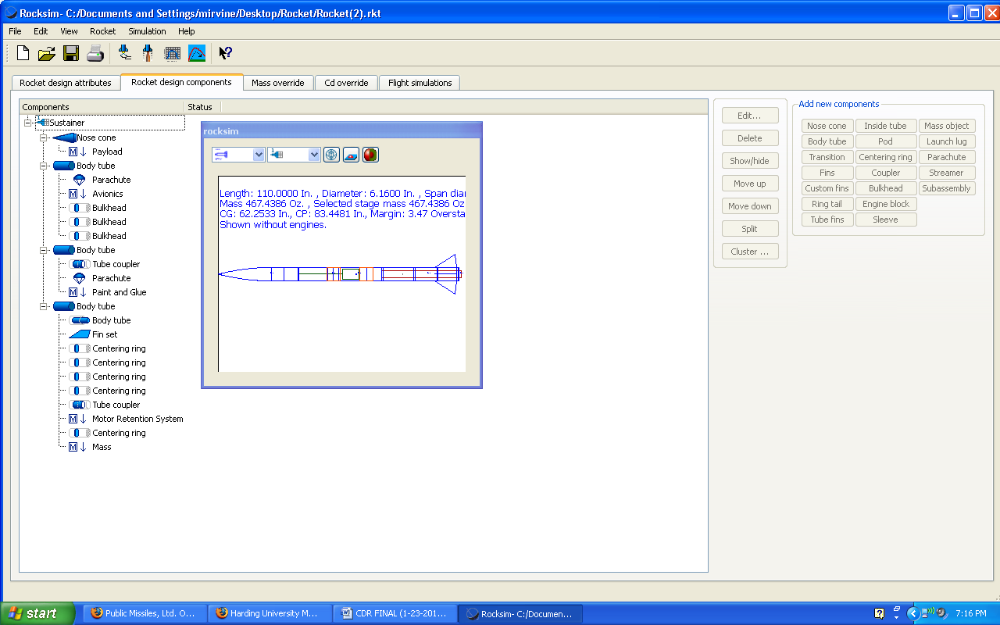 Rocksim- C:/Documents and Settings/mirvine/Desktop/Rocket/Rocket(2).rkt
File Edit View Rocket Simulation Help
Rocket design attributes Rocket design components Mass override Cd override Flight simulations
Components Status
Sustainer
Nose cone
M Payload
Body tube
Parachute
M Avionics
Bulkhead
Bulkhead
Bulkhead
Body tube
Tube coupler
Parachute
M Paint and Glue
Body tube
Body tube
Fin set
Centering ring
Centering ring
Centering ring
Centering ring
Tube coupler
M Motor Retention System
Centering ring
M Mass
rocksim
Length: 110.0000 In. , Diameter: 6.1600 In. , Span dia
Mass 467.4386 Oz. , Selected stage mass 467.4386 Oz
CG: 62.2533 In., CP: 83.4481 In., Margin: 3.47 Oversta
Shown without engines.
Edit...
Delete
Show/hide
Move up
Move down
Split
Cluster ...
Add new components
Nose cone Inside tube Mass object
Body tube Pod Launch lug
Transition Centering ring Parachute
Fins Coupler Streamer
Custom fins Bulkhead Subassembly
Ring tail Engine block
Tube fins Sleeve
start Public Missiles, Ltd. O... Harding University M... CDR FINAL (1-23-201... Rocksim- C:/Documen... 7:16 PM